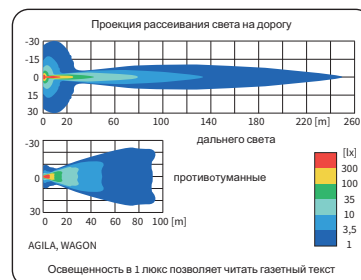 Проекция рассеивания света на дорогу
-30
-15
0
15
30
0 20 60 100 140 180 220 [m]
дальнего света
-30
0
30
0 20 40 60 80 100 [m]
противотуманные
[lx]
300
100
35
10
3,5
1
AGILA, WAGON
Освещенность в 1 люкс позволяет читать газетный текст